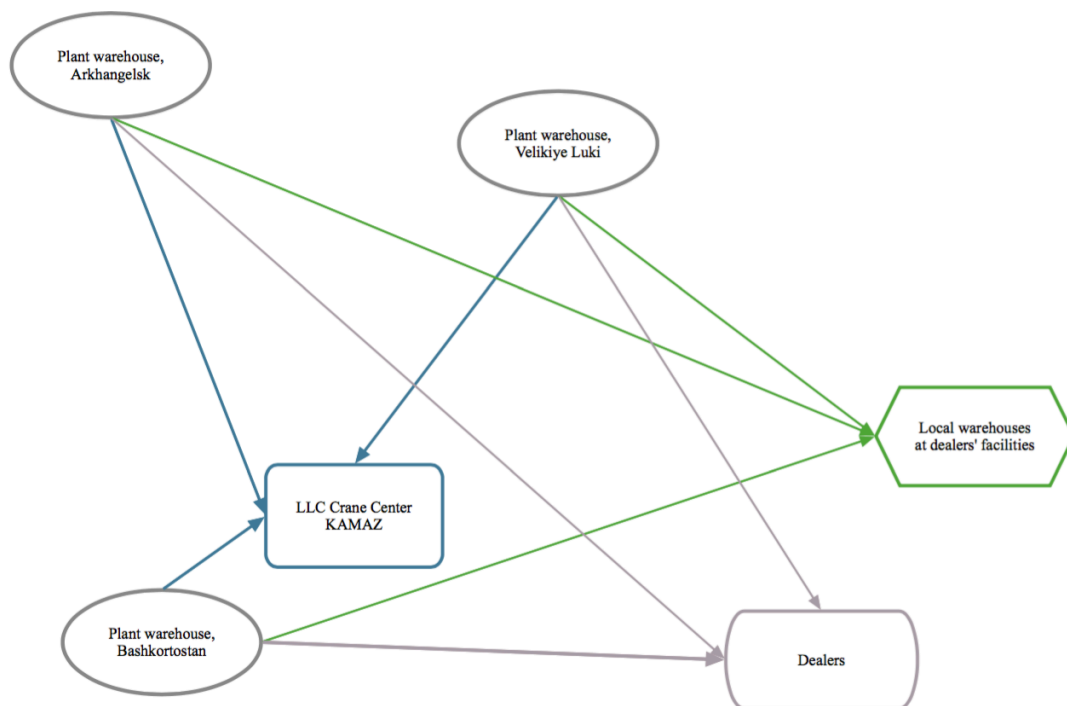 Plant warehouse,
Arkhangelsk
Plant warehouse,
Velikiye Luki
Local warehouses
at dealers' facilities
LLC Crane Center
KAMAZ
Plant warehouse,
Bashkortostan
Dealers